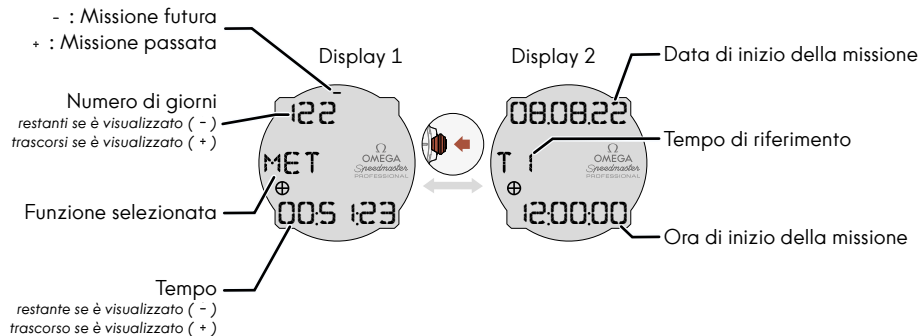 - : Missione futura
+ : Missione passata
Display 1
Display 2
Data di inizio della missione
Numero di giorni
restanti se è visualizzato ( - )
trascorsi se è visualizzato ( + )
-
122
08.08.22
Tempo di riferimento
MET
Ω
OMEGA
Speedmaster
PROFESSIONAL
T 1
Ω
OMEGA
Speedmaster
PROFESSIONAL
Funzione selezionata
00:51:23
12:00:00
Ora di inizio della missione
Tempo
restante se è visualizzato ( - )
trascorso se è visualizzato ( + )